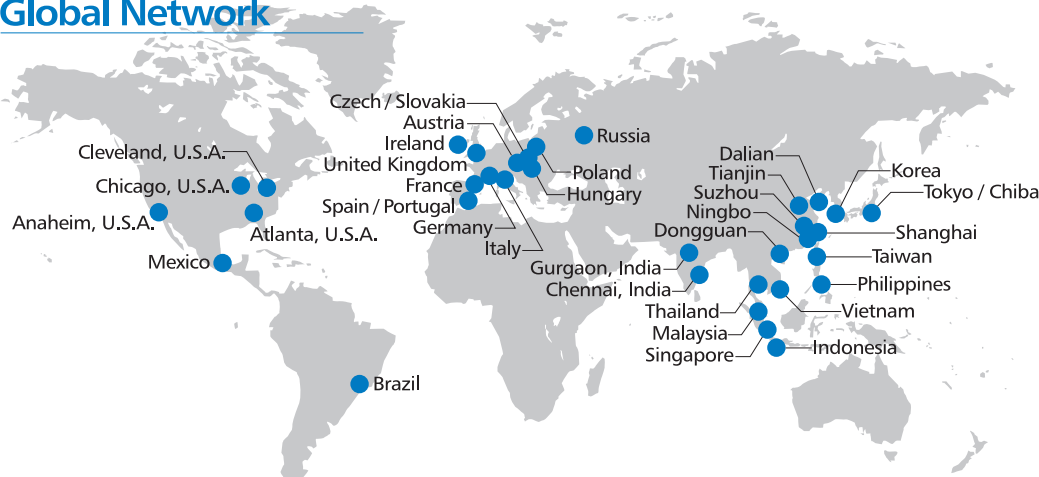 Global Network
Czech / Slovakia
Austria
Ireland
United Kingdom
France
Spain / Portugal
Germany
Italy
Russia
Poland
Hungary
Cleveland, U.S.A.
Chicago, U.S.A.
Anaheim, U.S.A.
Atlanta, U.S.A.
Mexico
Brazil
Dalian
Tianjin
Suzhou
Ningbo
Dongguan
Gurgaon, India
Chennai, India
Thailand
Malaysia
Singapore
Korea
Tokyo / Chiba
Shanghai
Taiwan
Philippines
Vietnam
Indonesia